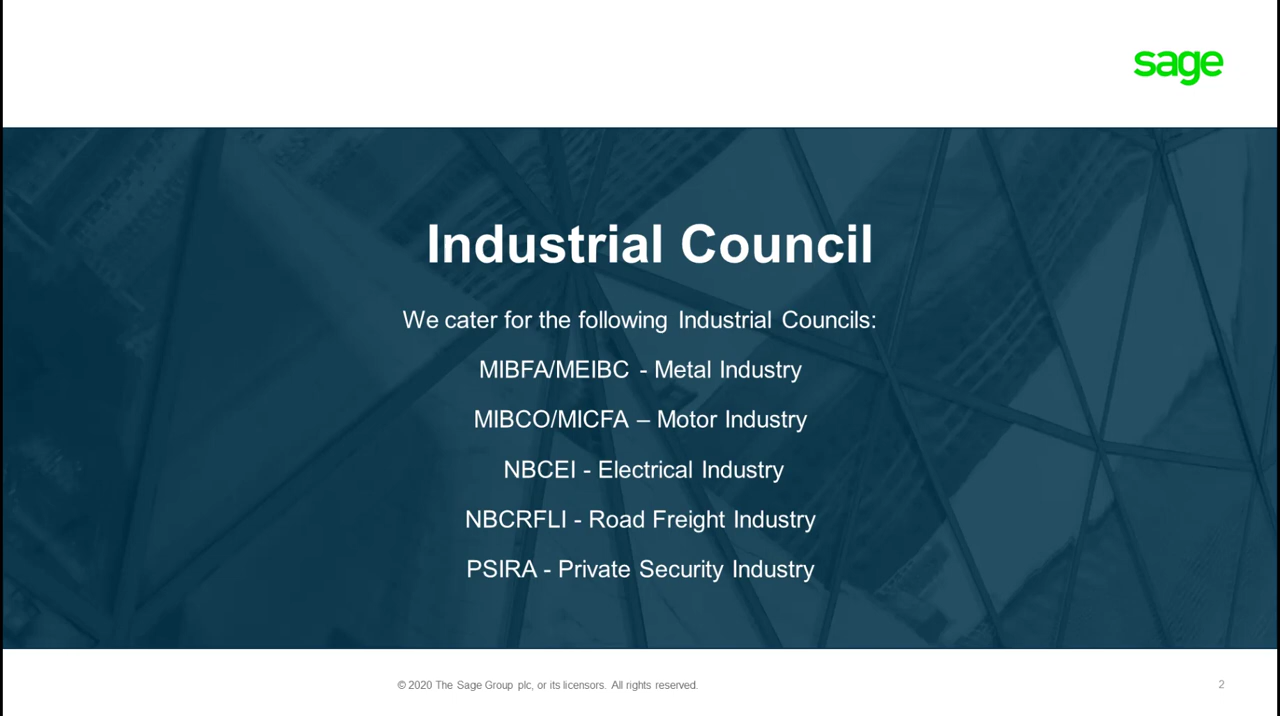 sage
Industrial Council
We cater for the following Industrial Councils:
MIBFA/MEIBC - Metal Industry
MIBCO/MICFA – Motor Industry
NBCEI - Electrical Industry
NBCRFLI - Road Freight Industry
PSIRA - Private Security Industry
© 2020 The Sage Group plc, or its licensors. All rights reserved.
2